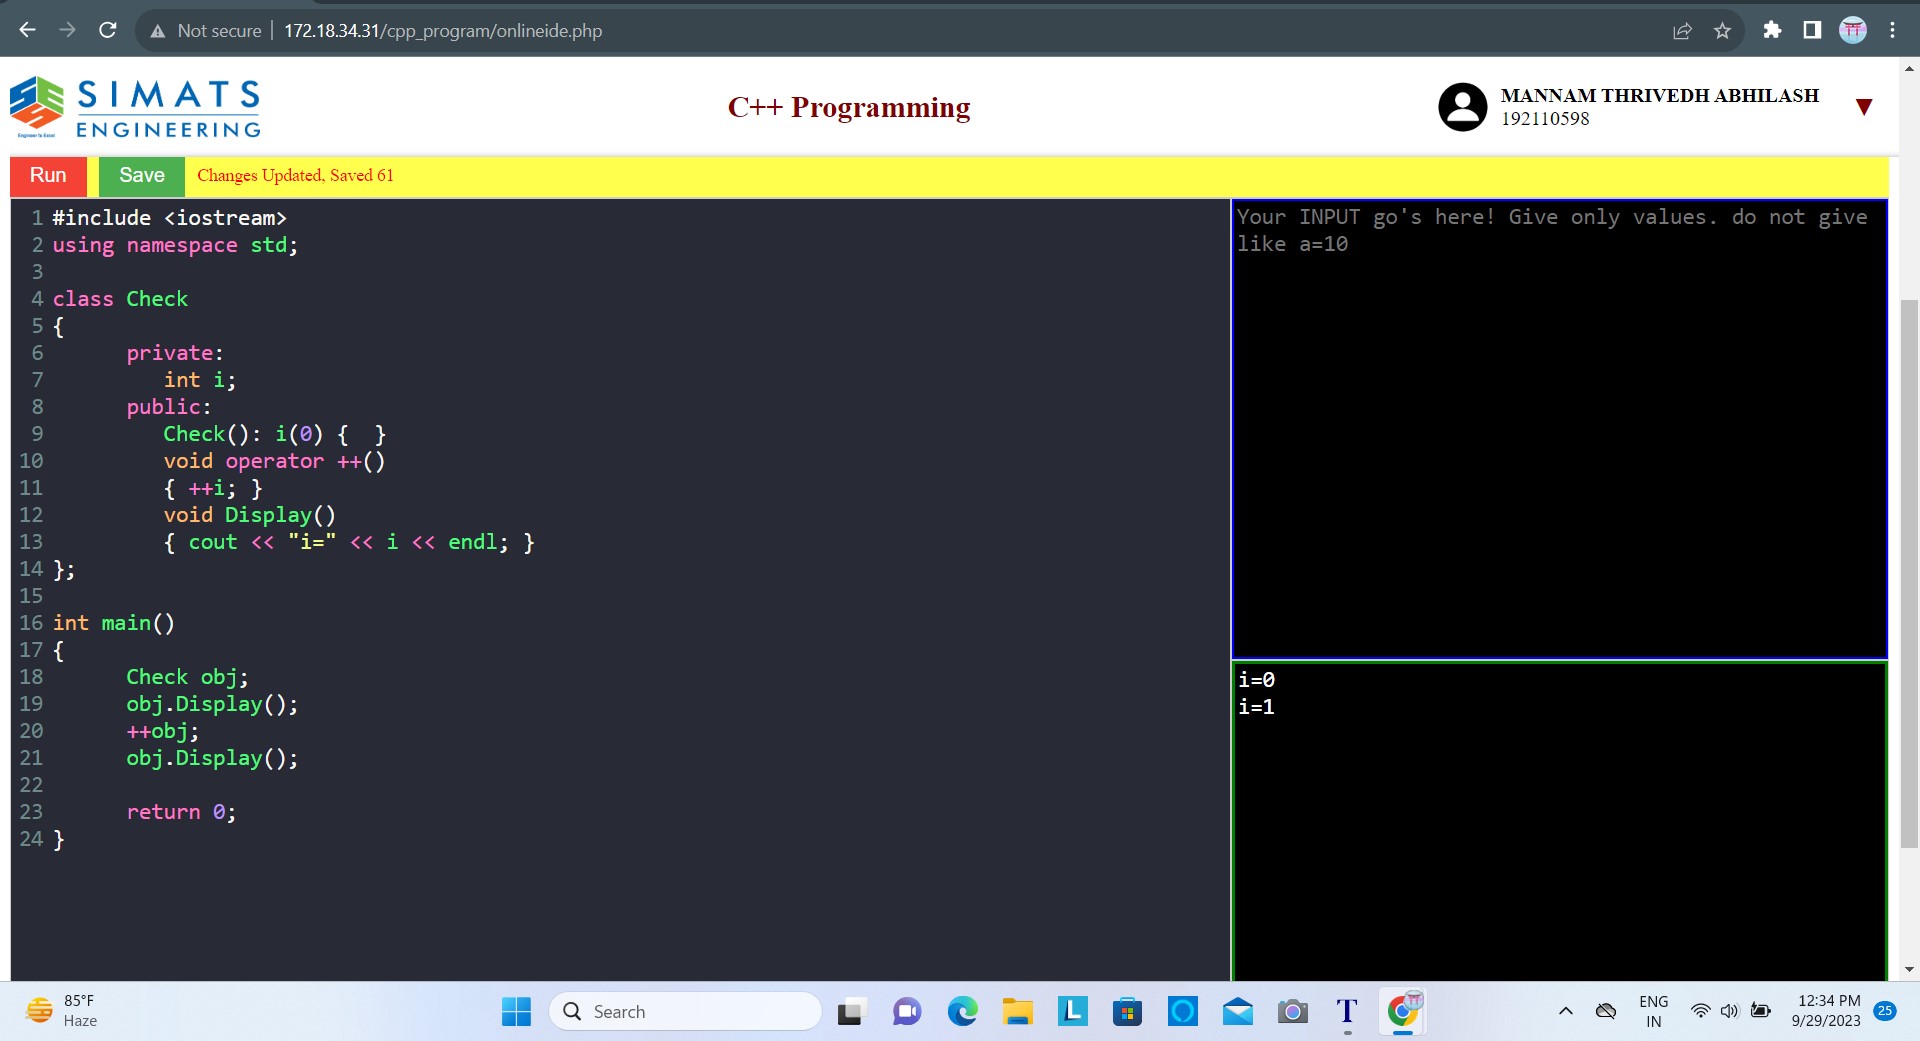 Not secure | 172.18.34.31/cpp_program/onlineide.php
SIMATS
ENGINEERING
Engineer to Excel
C++ Programming
MANNAM THRIVEDH ABHILASH
192110598
Run
Save
Changes Updated, Saved 61
1 #include <iostream>
2 using namespace std;
3
4 class Check
5 {
6       private:
7          int i;
8       public:
9          Check(): i(0) {  }
10          void operator ++()
11          { ++i; }
12          void Display()
13          { cout << "i=" << i << endl; }
14 };
15
16 int main()
17 {
18       Check obj;
19       obj.Display();
20       ++obj;
21       obj.Display();
22
23       return 0;
24 }
Your INPUT go's here! Give only values. do not give
like a=10
i=0
i=1
85°F
Haze
Search
ENG
IN
12:34 PM
9/29/2023
25